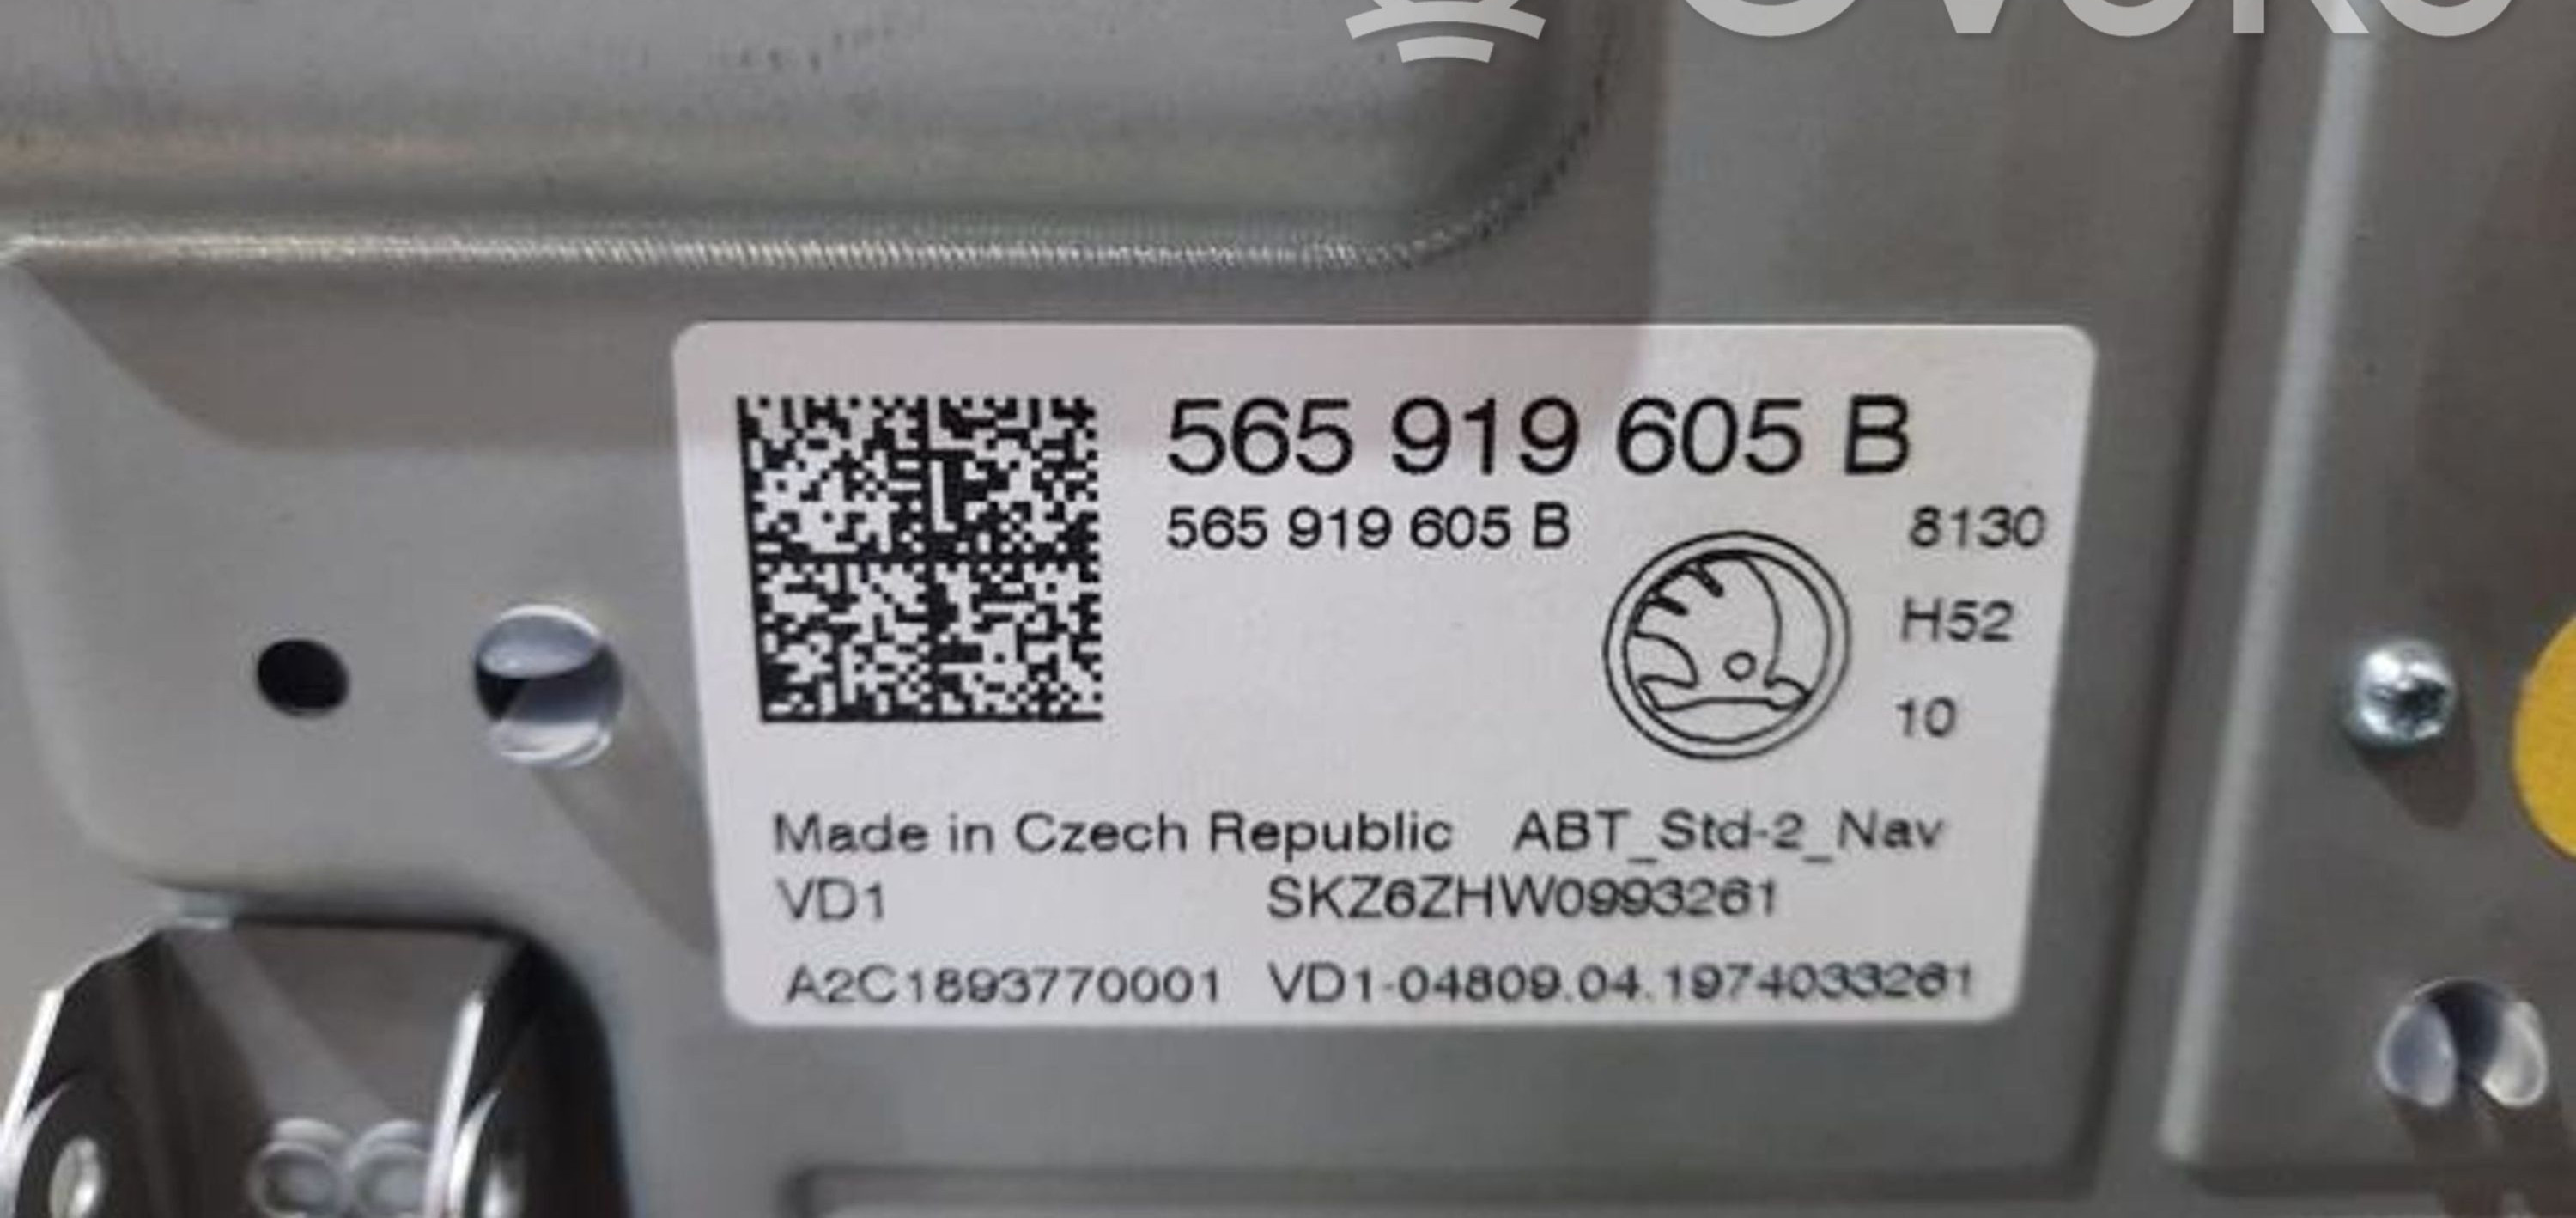 565 919 605 B
565 919 605 B
8130
H52
10
Made in Czech Republic ABT_Std-2_Nav
VD1 SKZ6ZHW0993261
A2C1893770001 VD1-04809.04.1974033261